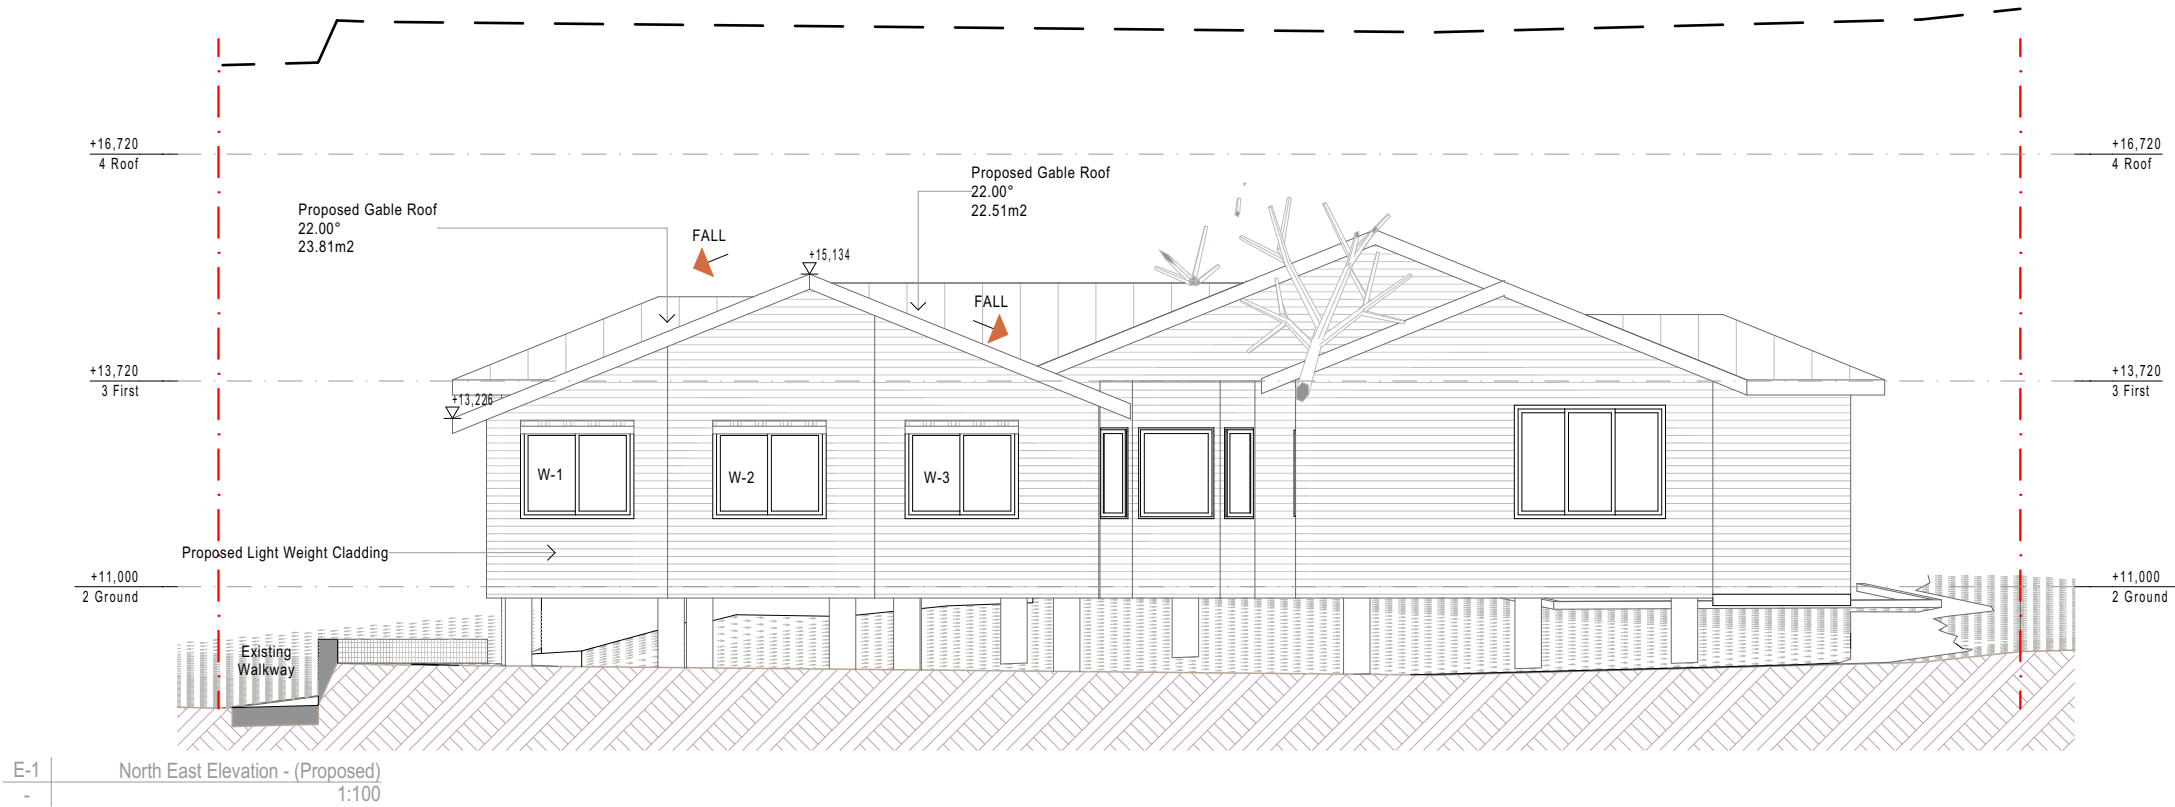 +16,720
4 Roof
+16,720
4 Roof
Proposed Gable Roof
22.00°
22.51m2
Proposed Gable Roof
22.00°
23.81m2
FALL
+15,134
FALL
+13,720
3 First
+13,720
3 First
+13,226
W-1
W-2
W-3
Proposed Light Weight Cladding
+11,000
2 Ground
+11,000
2 Ground
Existing
Walkway
E-1
North East Elevation - (Proposed)
-
1:100